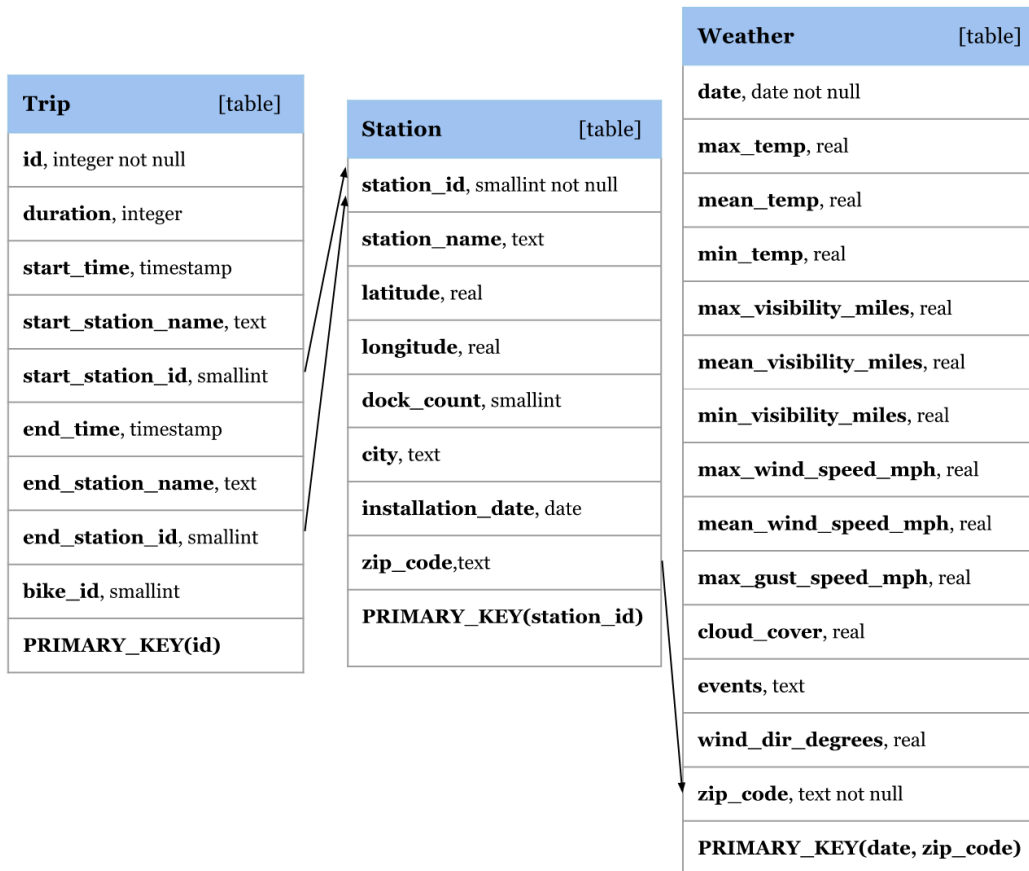 Trip [table]
id, integer not null
duration, integer
start_time, timestamp
start_station_name, text
start_station_id, smallint
end_time, timestamp
end_station_name, text
end_station_id, smallint
bike_id, smallint
PRIMARY_KEY(id)
Station [table]
station_id, smallint not null
station_name, text
latitude, real
longitude, real
dock_count, smallint
city, text
installation_date, date
zip_code,text
PRIMARY_KEY(station_id)
Weather [table]
date, date not null
max_temp, real
mean_temp, real
min_temp, real
max_visibility_miles, real
mean_visibility_miles, real
min_visibility_miles, real
max_wind_speed_mph, real
mean_wind_speed_mph, real
max_gust_speed_mph, real
cloud_cover, real
events, text
wind_dir_degrees, real
zip_code, text not null
PRIMARY_KEY(date, zip_code)